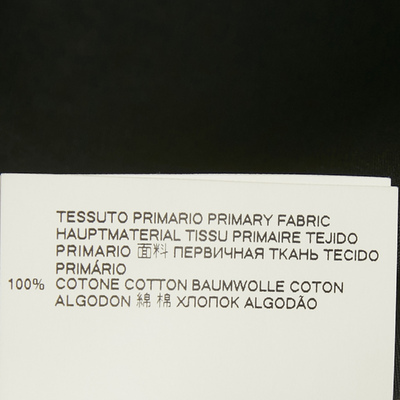 TESSUTO PRIMARIO PRIMARY FABRIC
HAUPTMATERIAL TISSU PRIMAIRE TEJIDO
PRIMARIO 面料 ПЕРВИЧНАЯ ТКАНЬ TECIDO
PRIMÁRIO
100% COTONE COTTON BAUMWOLLE COTON
ALGODON 綿 棉 ХЛОПОК ALGODÃO